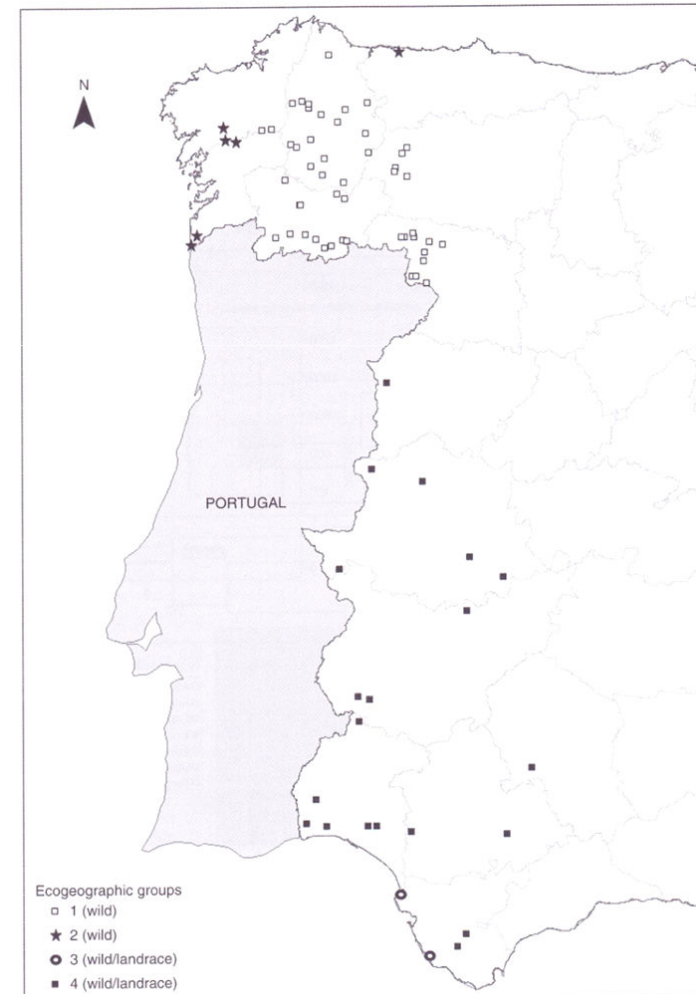 N
PORTUGAL
Ecogeographic groups
1 (wild)
2 (wild)
3 (wild/landrace)
4 (wild/landrace)